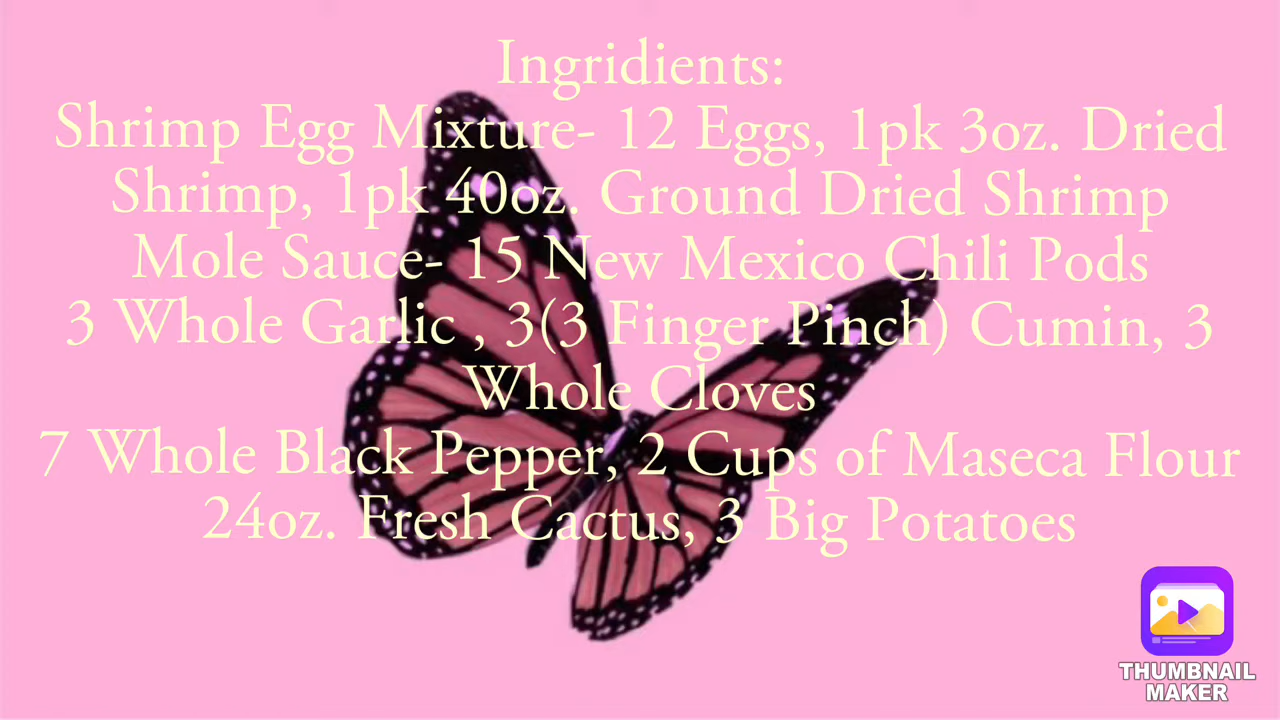 Ingridients:
Shrimp Egg Mixture- 12 Eggs, 1pk 3oz. Dried
Shrimp, 1pk 40oz. Ground Dried Shrimp
Mole Sauce- 15 New Mexico Chili Pods
3 Whole Garlic , 3(3 Finger Pinch) Cumin, 3
Whole Cloves
7 Whole Black Pepper, 2 Cups of Maseca Flour
24oz. Fresh Cactus, 3 Big Potatoes
THUMBNAIL
MAKER